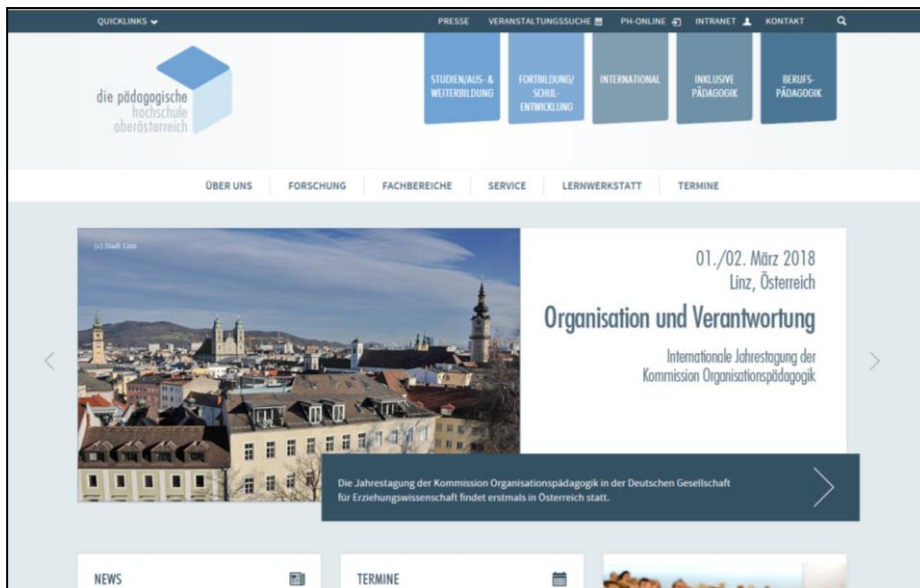 QUICKLINKS
PRESSE
VERANSTALTUNGSSUCHE
PH-ONLINE
INTRANET
KONTAKT
die pädagogische
hochschule
oberösterreich
STUDIEN/AUS- &
WEITERBILDUNG
FORTBILDUNG/
SCHUL-
ENTWICKLUNG
INTERNATIONAL
INKLUSIVE
PÄDAGOGIK
BERUFS-
PÄDAGOGIK
ÜBER UNS
FORSCHUNG
FACHBEREICHE
SERVICE
LERNWERKSTATT
TERMINE
(c) Stadt Linz
01./02. März 2018
Linz, Österreich
Organisation und Verantwortung
Internationale Jahrestagung der
Kommission Organisationspädagogik
Die Jahrestagung der Kommission Organisationspädagogik in der Deutschen Gesellschaft
für Erziehungswissenschaft findet erstmals in Österreich statt.
NEWS
TERMINE